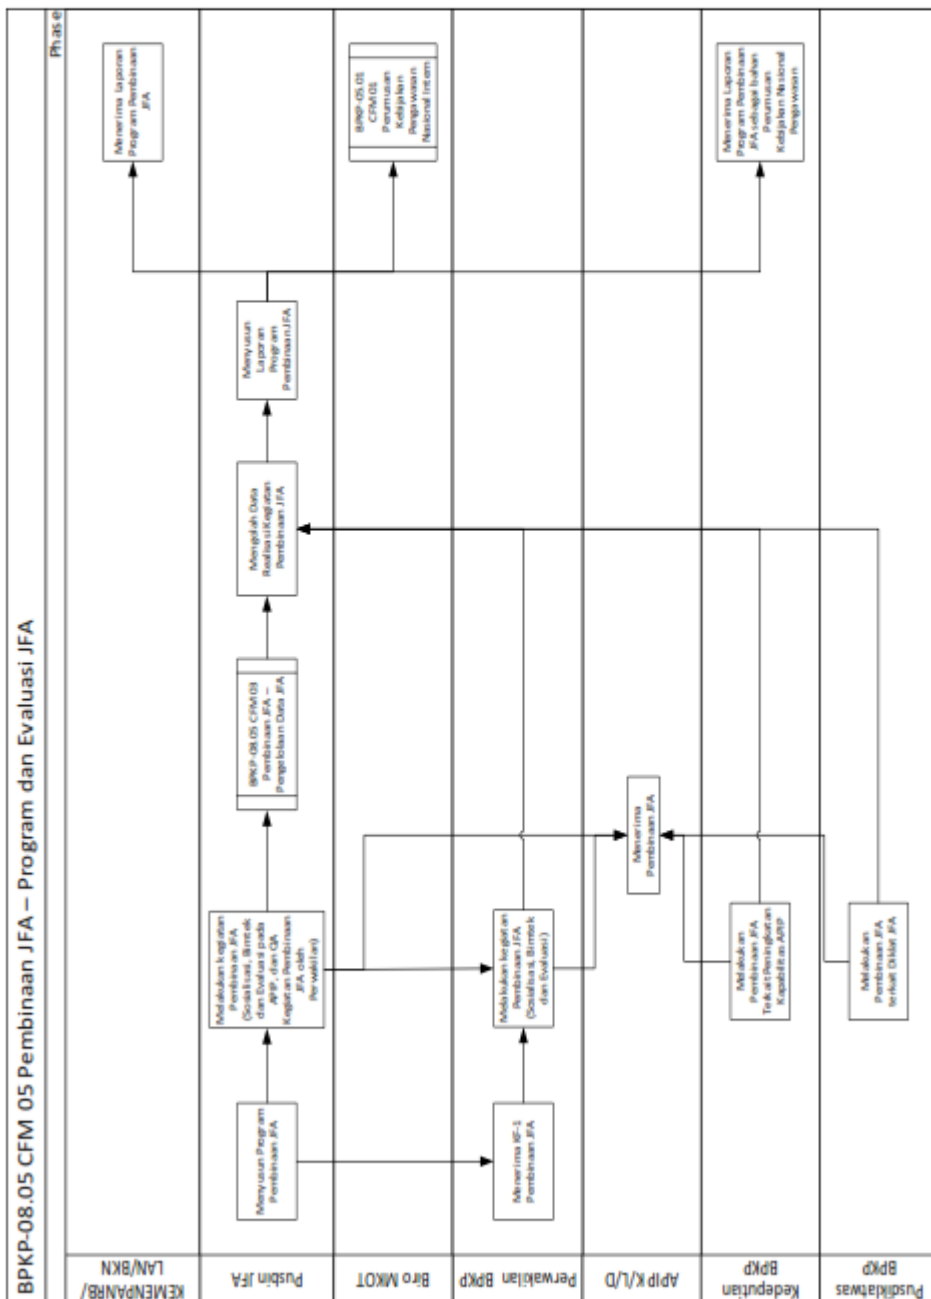 BPKP-08.05 CFM 05 Pembinaan JFA – Program dan Evaluasi JFA
Phase
KEMENPANRB/
LAN/BKN
Menerima Laporan
Program Pembinaan
JFA
Pusbin JFA
Menyusun Program
Pembinaan JFA
Melakukan kegiatan
Pembinaan JFA
(Sosialisasi, Bimtek
dan Evaluasi pada
APIP, dan QA
Kegiatan Pembinaan
JFA oleh
Perwakilan)
BPKP-08.05 CFM 03
Pembinaan JFA –
Pengelolaan Data JFA
Mengolah Data
Realisasi Kegiatan
Pembinaan JFA
Menyusun
Laporan
Program
Pembinaan JFA
Biro MKOT
BPKP-05.01
CFM 01
Perumusan
Kebijakan
Pengawasan
Nasional Intern
Perwakilan BPKP
Menerima KF-1
Pembinaan JFA
Melakukan kegiatan
Pembinaan JFA
(Sosialisasi, Bimtek
dan Evaluasi)
APIP K/L/D
Menerima
Pembinaan JFA
Kedeputian
BPKP
Melakukan
Pembinaan JFA
Terkait Peningkatan
Kapabilitas APIP
Menerima Laporan
Program Pembinaan
JFA sebagai bahan
Perumusan
Kebijakan Nasional
Pengawasan
Pusdiklatwas
BPKP
Melakukan
Pembinaan JFA
terkait Diklat JFA